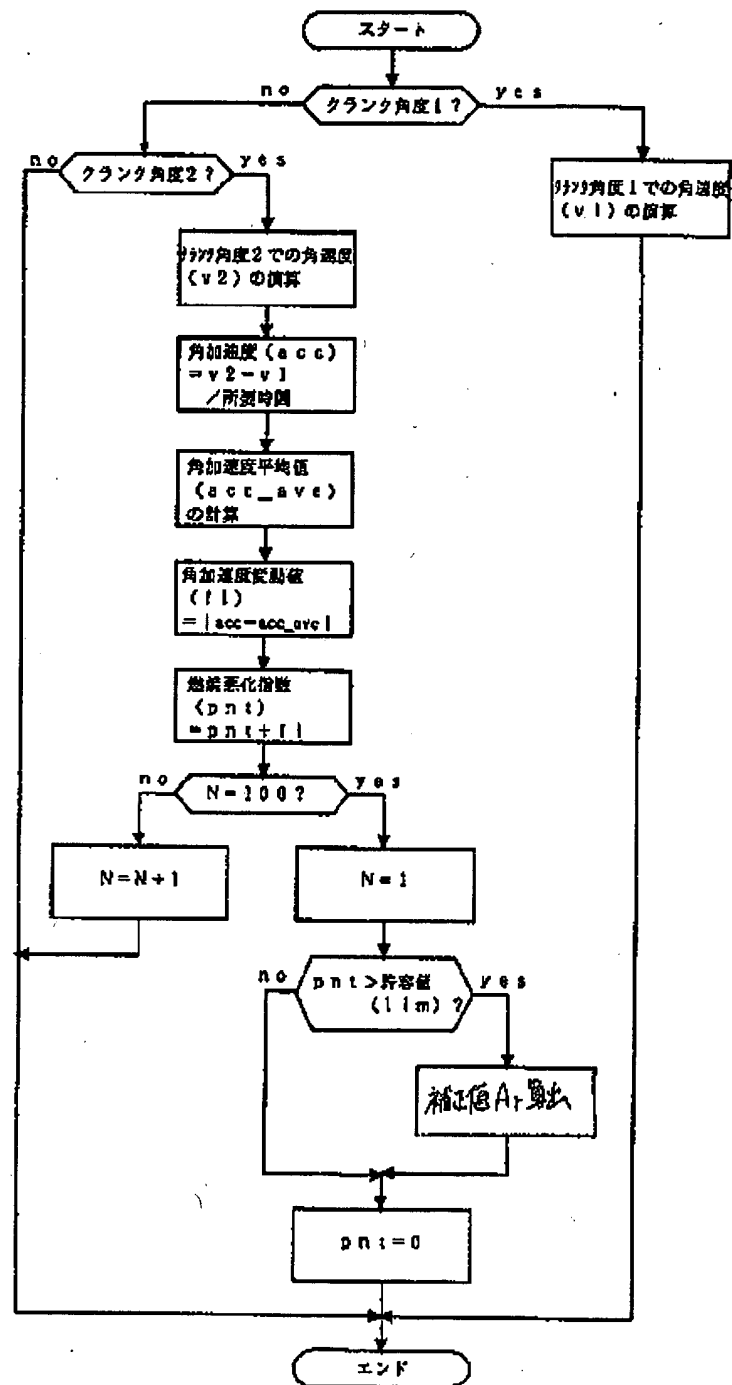 スタート
no
クランク角度1?
yes
no
クランク角度2?
yes
クランク角度1での角速度
(v1)の演算
クランク角度2での角速度
(v2)の演算
角加速度(acc)
=v2-v1
/所要時間
角加速度平均値
(acc_ave)
の計算
角加速度変動値
(fl)
=|acc-acc_ave|
燃焼悪化指数
(pnt)
=pnt+fl
no
N=100?
yes
N=N+1
N=1
no
pnt>許容値
(lim)?
yes
補正値Ar算出
pnt=0
エンド